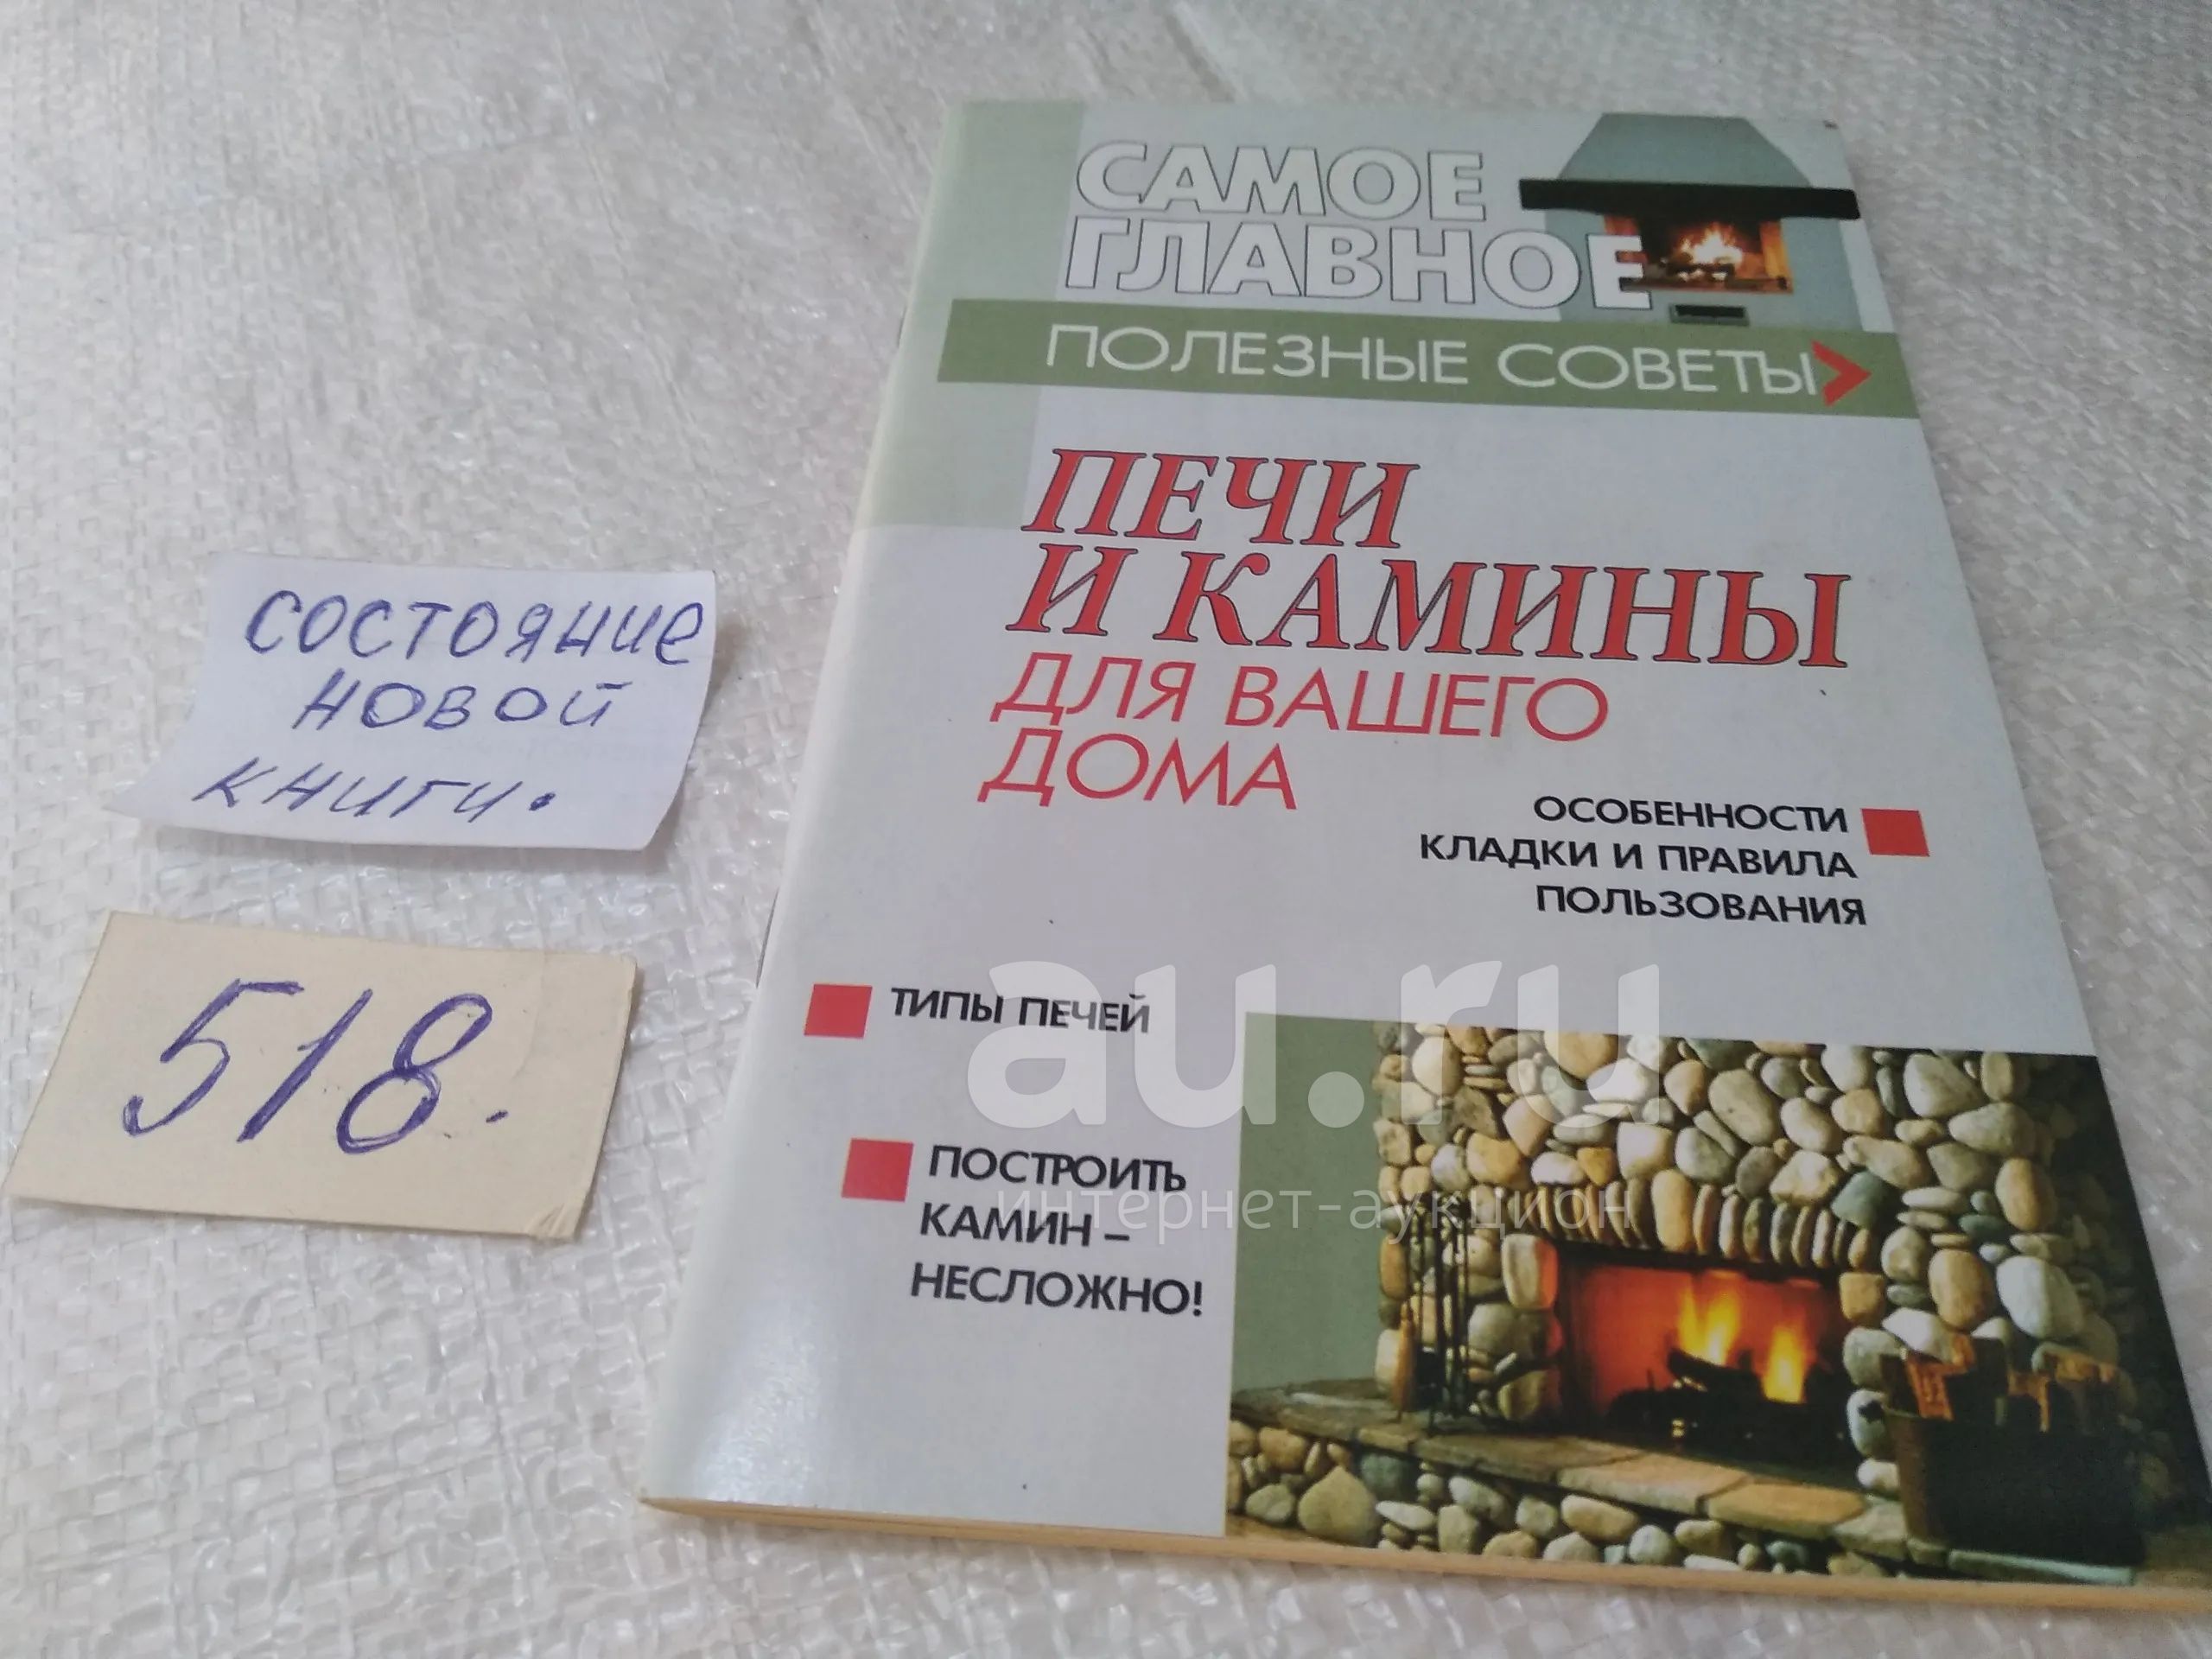 САМОЕ
ГЛАВНОЕ
ПОЛЕЗНЫЕ СОВЕТЫ>
ПЕЧИ
И КАМИНЫ
ДЛЯ ВАШЕГО
ДОМА
ОСОБЕННОСТИ
КЛАДКИ И ПРАВИЛА
ПОЛЬЗОВАНИЯ
ТИПЫ ПЕЧЕЙ
ПОСТРОИТЬ
КАМИН –
НЕСЛОЖНО!
состояние
новой
книги.
518.
au.ru
интернет-аукцион